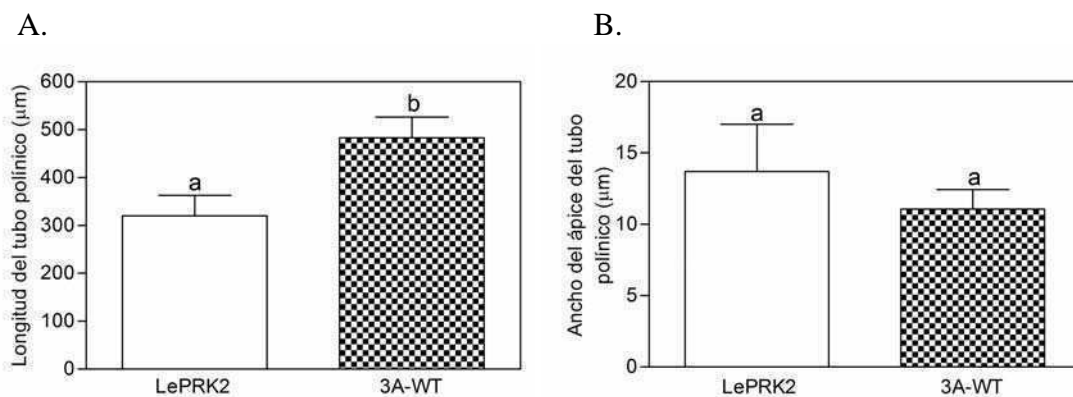 A.
Longitud del tubo polínico (µm)
600
500
400
300
200
100
0
a
b
LePRK2
3A-WT
B.
Ancho del ápice del tubo
polínico (µm)
20
15
10
5
0
a
a
LePRK2
3A-WT